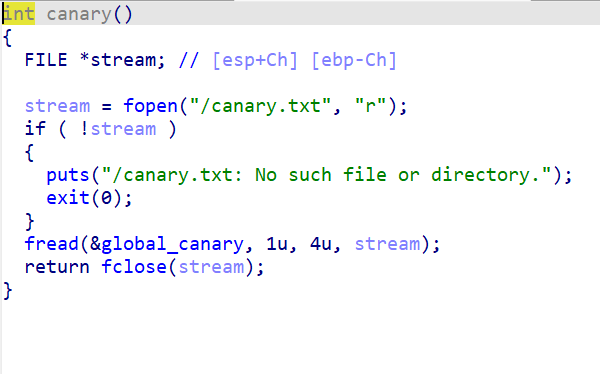 int canary()
{
  FILE *stream; // [esp+Ch] [ebp-Ch]

  stream = fopen("/canary.txt", "r");
  if ( !stream )
  {
    puts("/canary.txt: No such file or directory.");
    exit(0);
  }
  fread(&global_canary, 1u, 4u, stream);
  return fclose(stream);
}